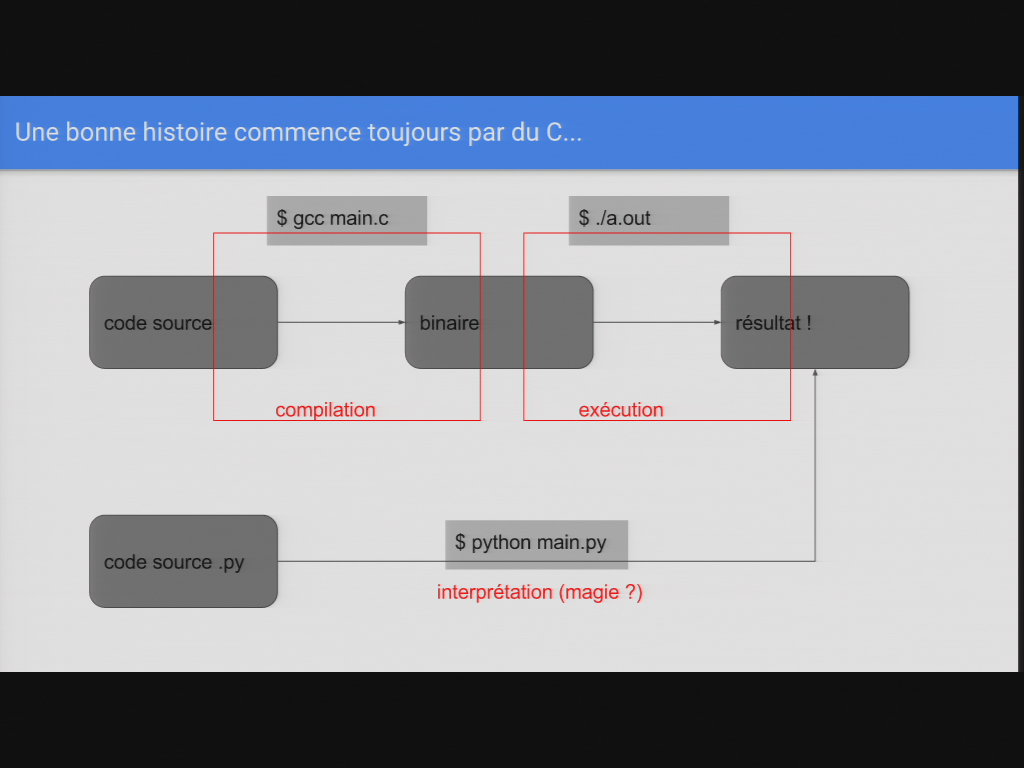 Une bonne histoire commence toujours par du C...
$ gcc main.c
$ ./a.out
code source
binaire
résultat !
compilation
exécution
code source .py
$ python main.py
interprétation (magie ?)